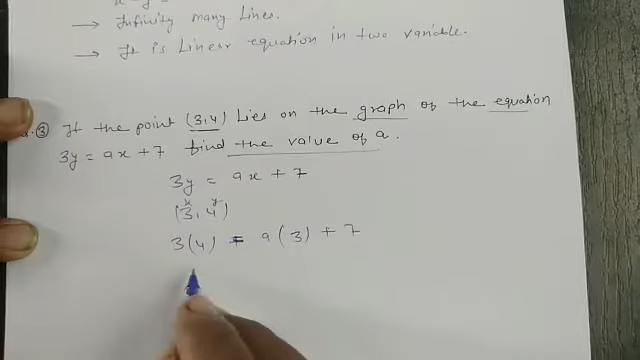 → Infinity many Lines.
→ It is Linear equation in two variable.
③ If the point (3,4) Lies on the graph of the equation
3y = ax + 7 find the value of a.
3y = ax + 7
x y
(3, 4)
3(4) = a(3) + 7